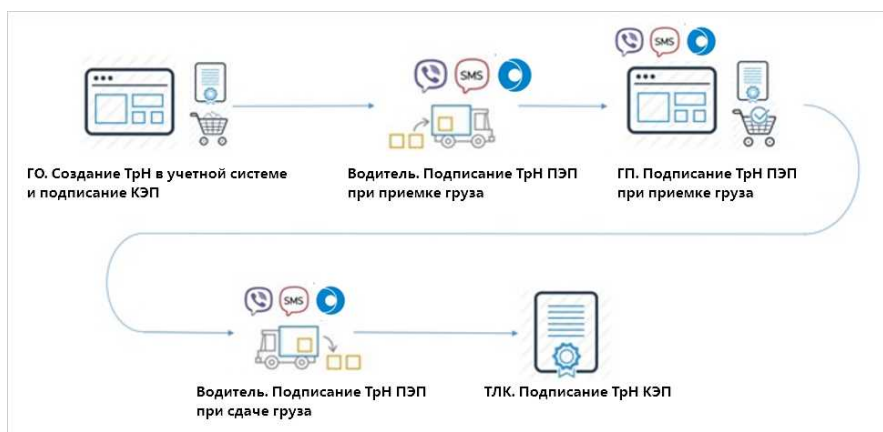 SMS
SMS
ГО. Создание ТрН в учетной системе
и подписание КЭП
Водитель. Подписание ТрН ПЭП
при приемке груза
ГП. Подписание ТрН ПЭП
при приемке груза
SMS
Водитель. Подписание ТрН ПЭП
при сдаче груза
ТЛК. Подписание ТрН КЭП